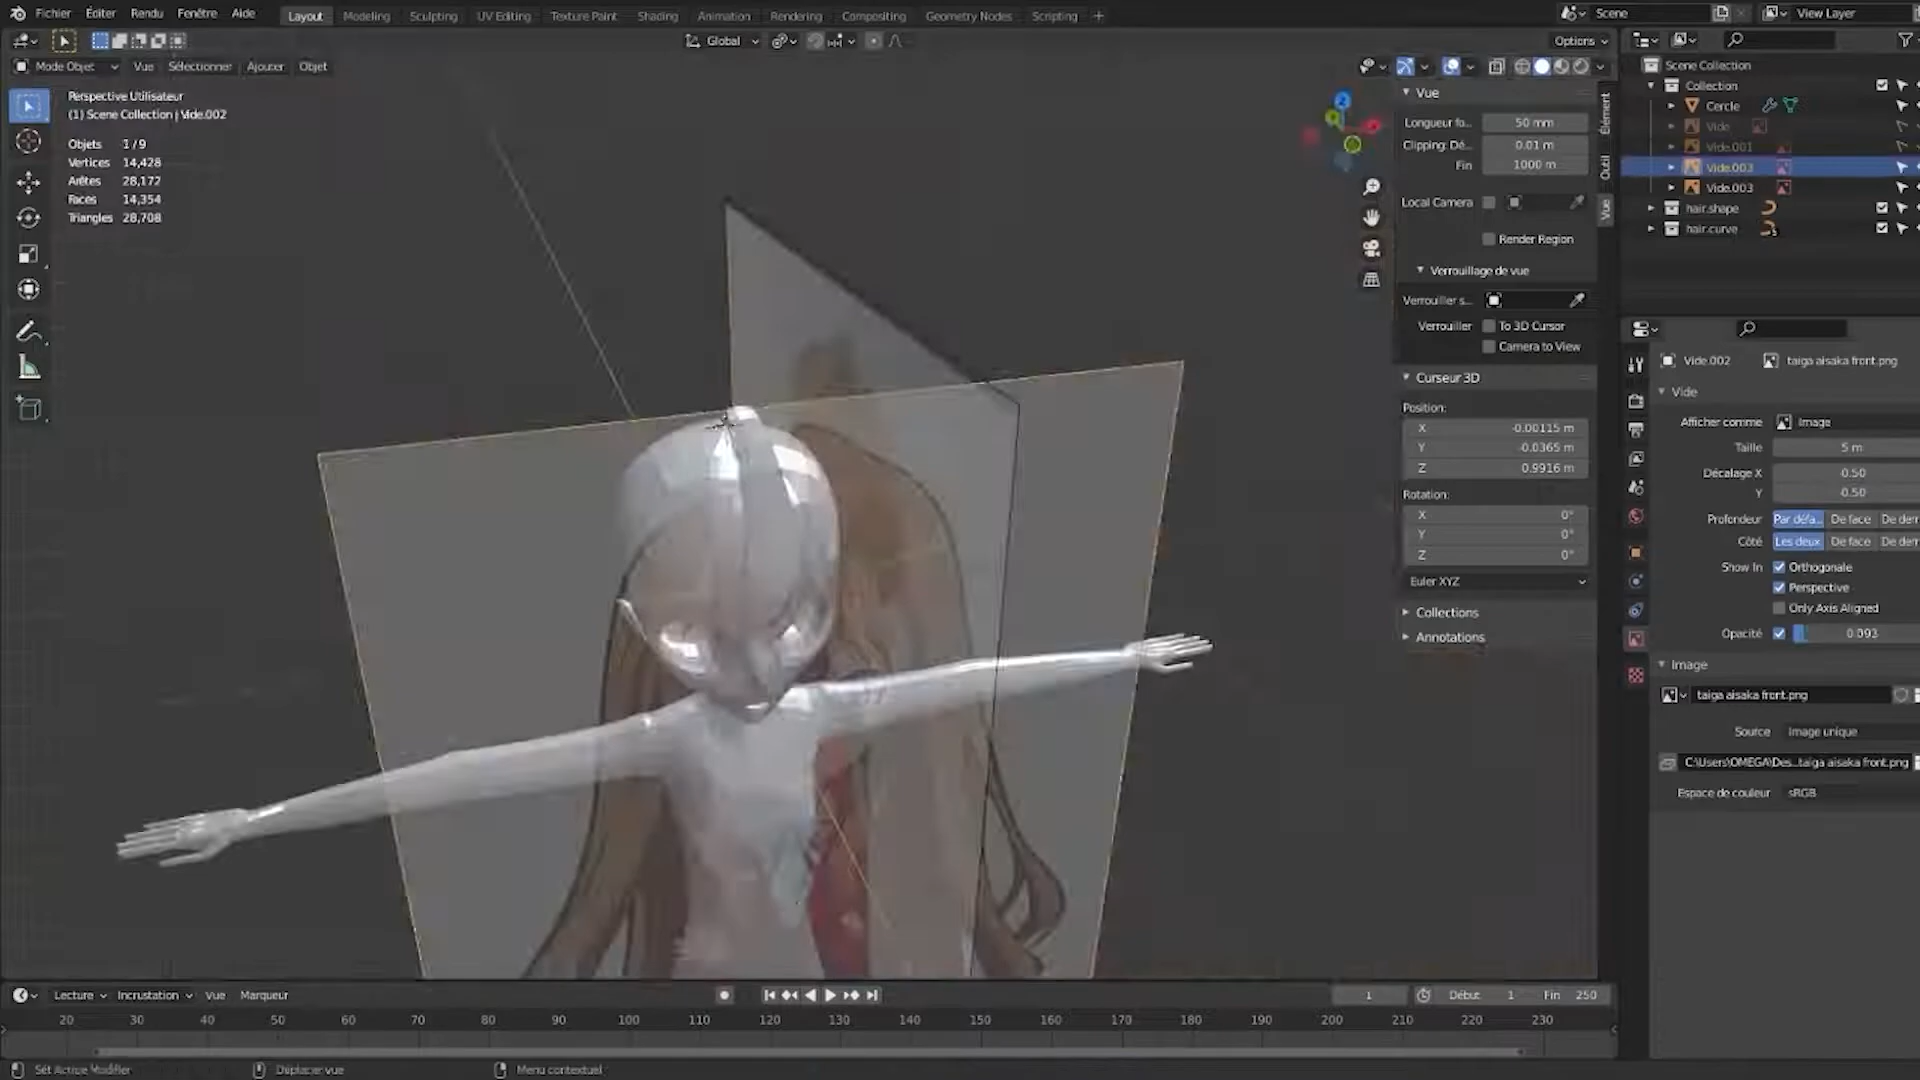 Fichier Éditer Rendu Fenêtre Aide
Layout Modeling Sculpting UV Editing Texture Paint Shading Animation Rendering Compositing Geometry Nodes Scripting +
Scene
View Layer
Global
Options
Mode Objet Vue Sélectionner Ajouter Objet
Perspective Utilisateur
(1) Scene Collection | Vide.002
Objets 1/9
Vertices 14,428
Arêtes 28,172
Faces 14,354
Triangles 28,708
Vue
Longueur fo... 50 mm
Clipping: Dé... 0.01 m
Fin 1000 m
Local Camera
Render Region
Verrouillage de vue
Verrouiller s...
Verrouiller To 3D Cursor
Camera to View
Curseur 3D
Position:
X -0.00115 m
Y -0.0365 m
Z 0.9916 m
Rotation:
X 0°
Y 0°
Z 0°
Euler XYZ
Collections
Annotations
Élément
Outil
Vue
Scene Collection
Collection
Cercle
Vide
Vide.001
Vide.003
Vide.003
hair.shape
hair.curve
Vide.002 taiga aisaka front.png
Vide
Afficher comme Image
Taille 5 m
Décalage X -0.50
Y -0.50
Profondeur Par défa... De face De derr
Côté Les deux De face De derr
Show In Orthogonale
Perspective
Only Axis Aligned
Opacité 0.093
Image
taiga aisaka front.png
Source Image unique
C:\Users\OMEGA\Des...taiga aisaka front.png
Espace de couleur sRGB
Lecture Incrustation Vue Marqueur
1 Début 1 Fin 250
20 30 40 50 60 70 80 90 100 110 120 130 140 150 160 170 180 190 200 210 220 230
Déplacer vue
Menu contextuel